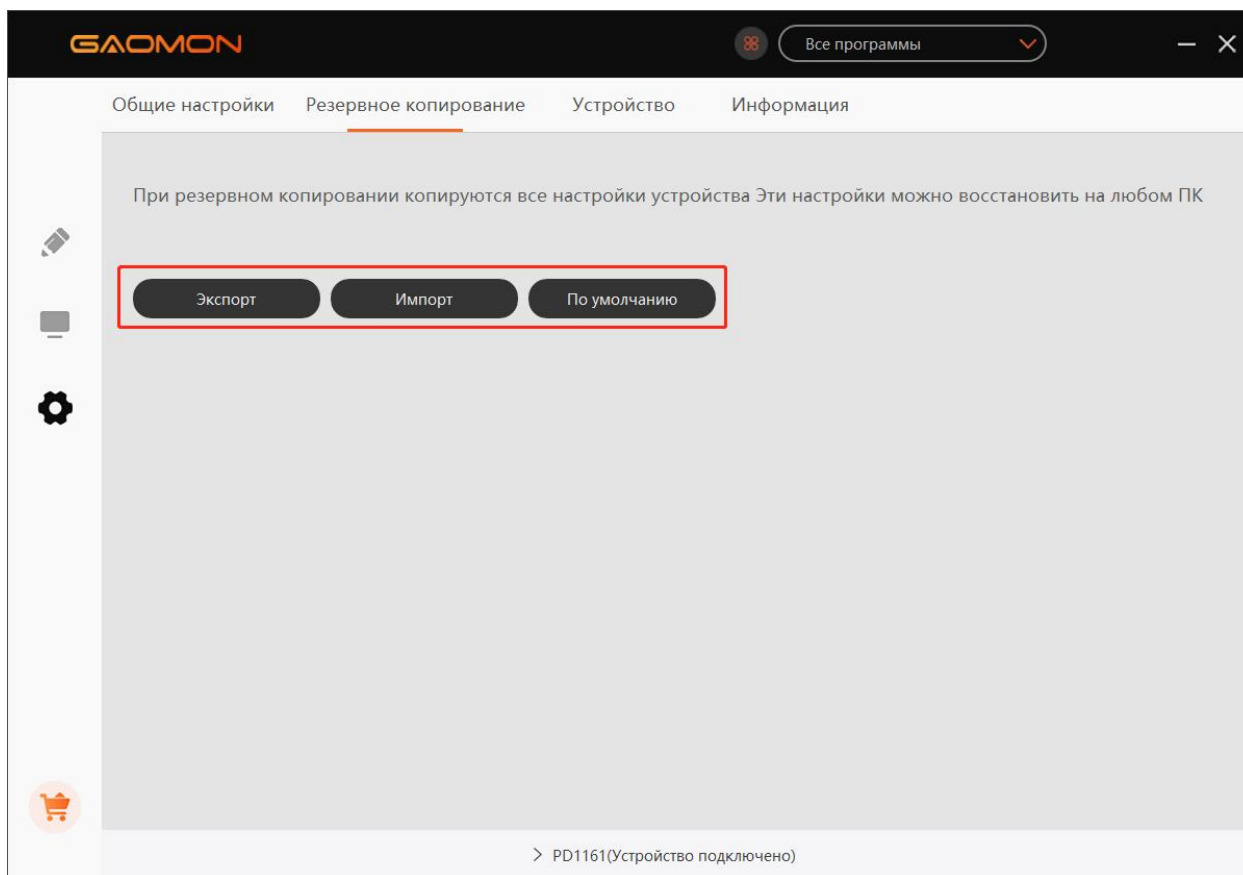 GAOMON
Все программы
Общие настройки Резервное копирование Устройство Информация
При резервном копировании копируются все настройки устройства Эти настройки можно восстановить на любом ПК
Экспорт Импорт По умолчанию
PD1161(Устройство подключено)